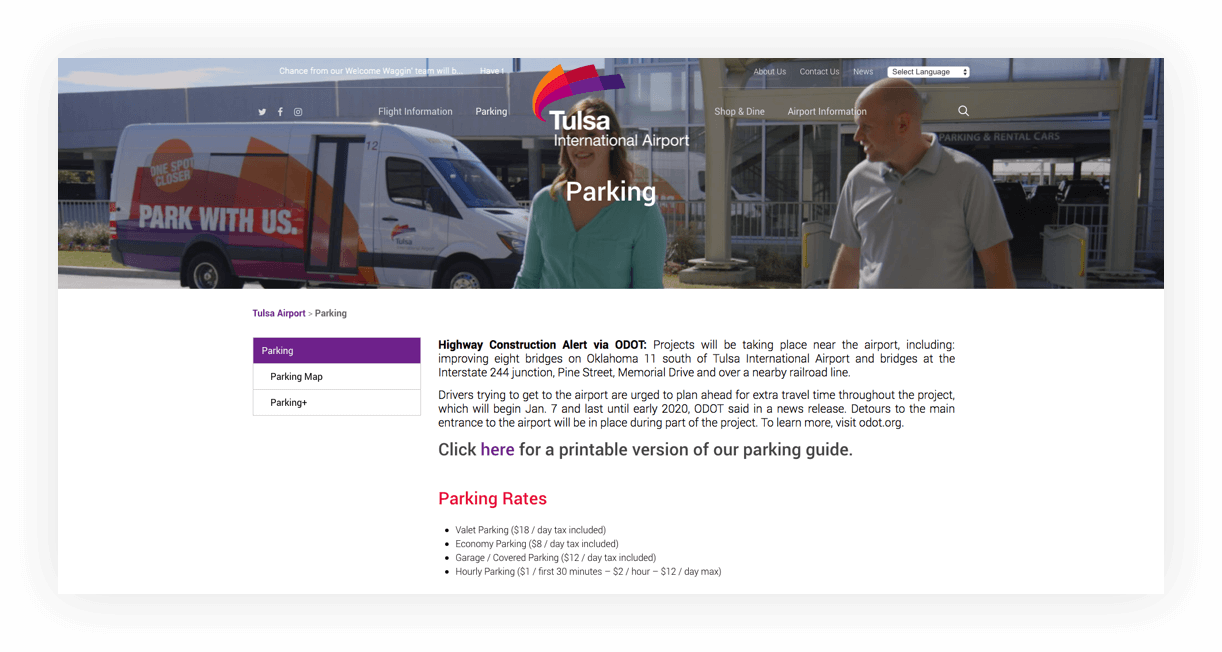 Chance from our Welcome Waggin' team will b... Have t
About Us Contact Us News Select Language
Flight Information Parking
Tulsa
International Airport
Shop & Dine Airport Information
PARKING & RENTAL CARS
12
ONE SPOT
CLOSER
PARK WITH US.
Tulsa
Parking
Tulsa Airport > Parking
Parking
Parking Map
Parking+
Highway Construction Alert via ODOT: Projects will be taking place near the airport, including:
improving eight bridges on Oklahoma 11 south of Tulsa International Airport and bridges at the
Interstate 244 junction, Pine Street, Memorial Drive and over a nearby railroad line.
Drivers trying to get to the airport are urged to plan ahead for extra travel time throughout the project,
which will begin Jan. 7 and last until early 2020, ODOT said in a news release. Detours to the main
entrance to the airport will be in place during part of the project. To learn more, visit odot.org.
Click here for a printable version of our parking guide.
Parking Rates
Valet Parking ($18 / day tax included)
Economy Parking ($8 / day tax included)
Garage / Covered Parking ($12 / day tax included)
Hourly Parking ($1 / first 30 minutes – $2 / hour – $12 / day max)